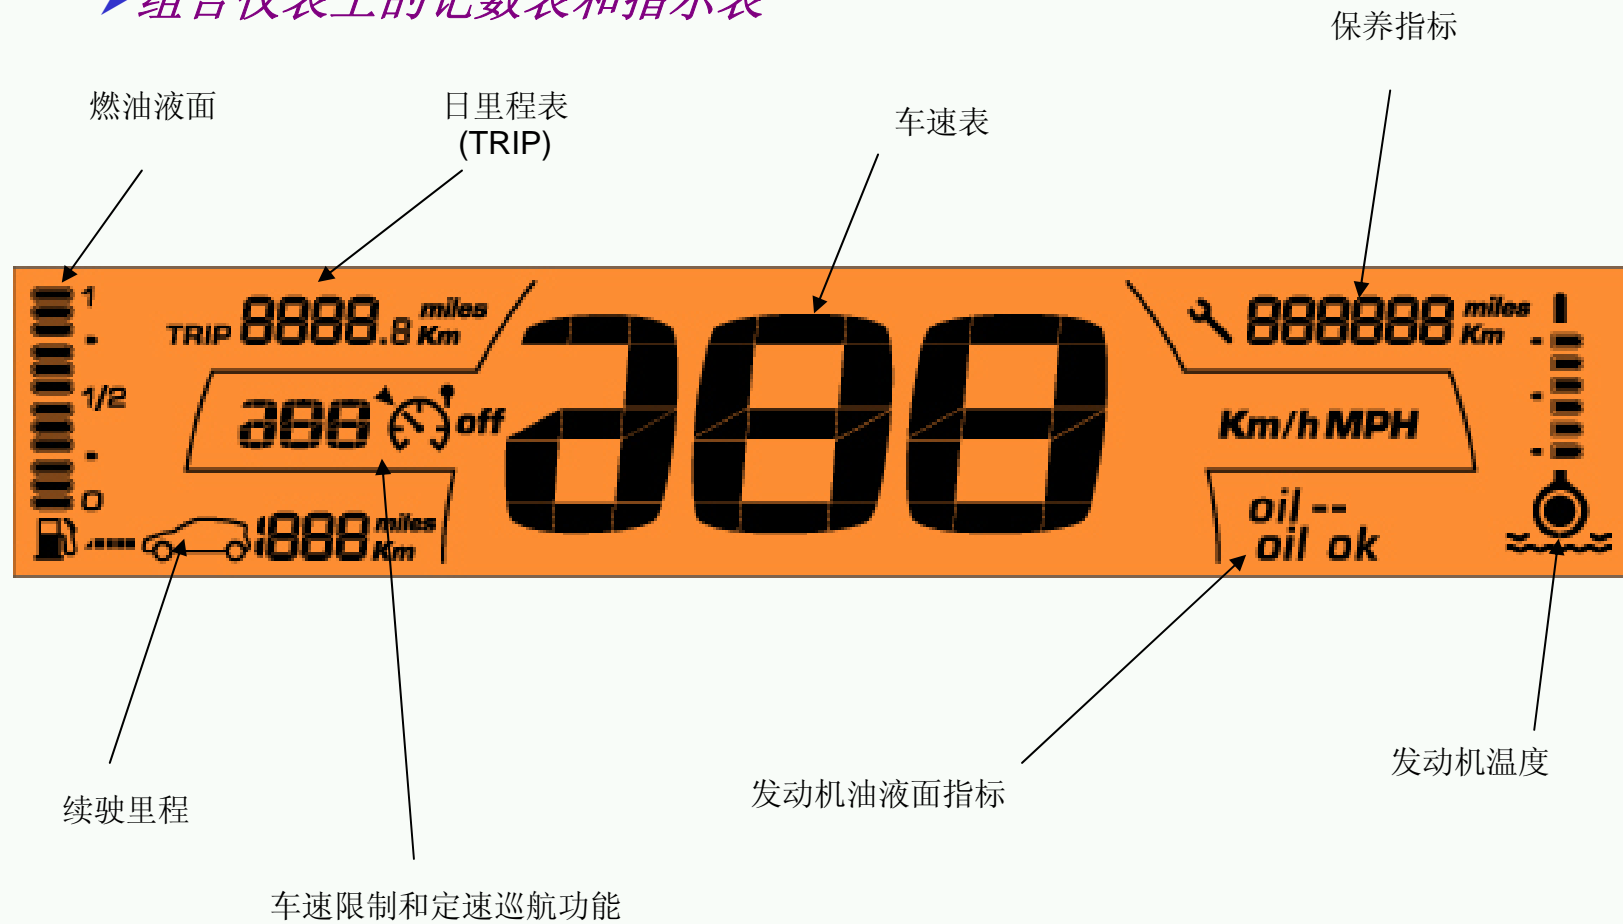 组合仪表上的记数表和指示表
保养指标
燃油液面
日里程表
(TRIP)
车速表
1
1/2
0
TRIP 8888.8 miles
Km
888 off
1888 miles
Km
888
888888 miles
Km
Km/h MPH
oil --
oil ok
发动机温度
发动机油液面指标
续驶里程
车速限制和定速巡航功能